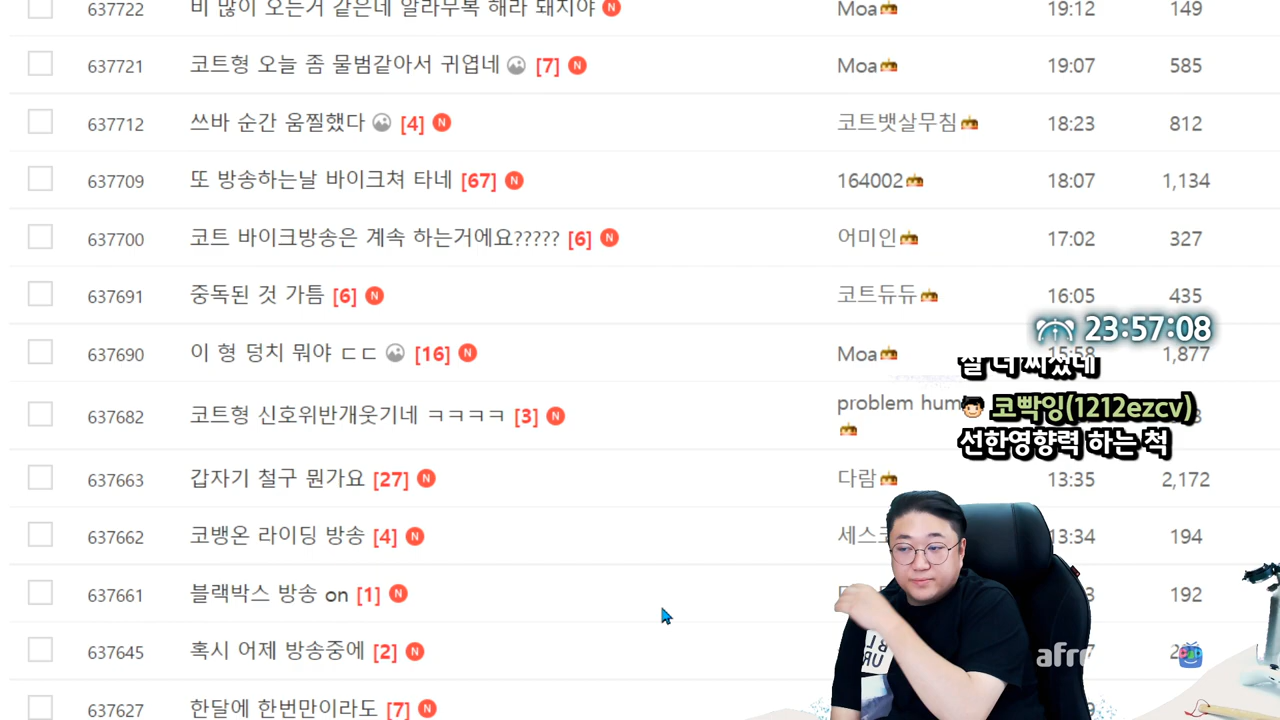 637722 비 많이 오는거 같은데 알라뚜복 해라 돼지야 N Moa 19:12 149
637721 코트형 오늘 좀 물범같아서 귀엽네 [7] N Moa 19:07 585
637712 쓰바 순간 움찔했다 [4] N 코트뱃살무침 18:23 812
637709 또 방송하는날 바이크쳐 타네 [67] N 164002 18:07 1,134
637700 코트 바이크방송은 계속 하는거에요????? [6] N 어미인 17:02 327
637691 중독된 것 가틈 [6] N 코트듀듀 16:05 435
23:57:08
637690 이 형 덩치 뭐야 ㄷㄷ [16] N Moa 15:58 1,877
637682 코트형 신호위반개웃기네 ㅋㅋㅋㅋ [3] N problem hum
코빡잉(1212ezcv)
선한영향력 하는 척
637663 갑자기 철구 뭔가요 [27] N 다람 13:35 2,172
637662 코뱅온 라이딩 방송 [4] N 세스 13:34 194
637661 블랙박스 방송 on [1] N 192
637645 혹시 어제 방송중에 [2] N
afr
637627 한달에 한번만이라도 [7] N